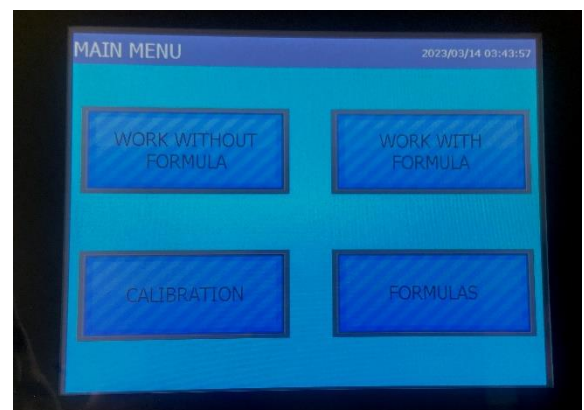 MAIN MENU
2023/03/14 03:43:57
WORK WITHOUT
FORMULA
WORK WITH
FORMULA
CALIBRATION
FORMULAS